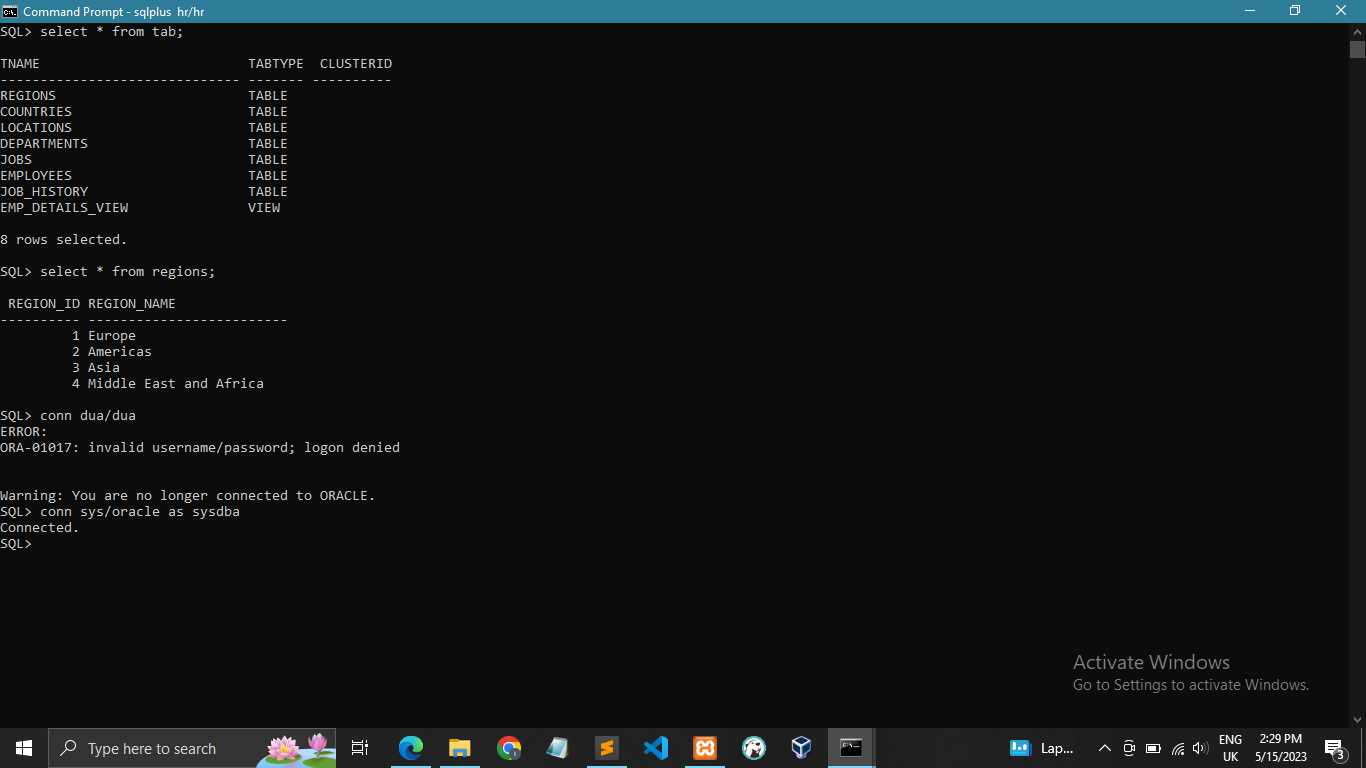 Command Prompt - sqlplus  hr/hr
SQL> select * from tab;
TNAME                          TABTYPE  CLUSTERID
------------------------------ ------- ----------
REGIONS                        TABLE
COUNTRIES                      TABLE
LOCATIONS                      TABLE
DEPARTMENTS                    TABLE
JOBS                           TABLE
EMPLOYEES                      TABLE
JOB_HISTORY                    TABLE
EMP_DETAILS_VIEW               VIEW
8 rows selected.
SQL> select * from regions;
 REGION_ID REGION_NAME
---------- -------------------------
         1 Europe
         2 Americas
         3 Asia
         4 Middle East and Africa
SQL> conn dua/dua
ERROR:
ORA-01017: invalid username/password; logon denied
Warning: You are no longer connected to ORACLE.
SQL> conn sys/oracle as sysdba
Connected.
SQL>
Activate Windows
Go to Settings to activate Windows.
Type here to search
Lap...
ENG
UK
2:29 PM
5/15/2023
3